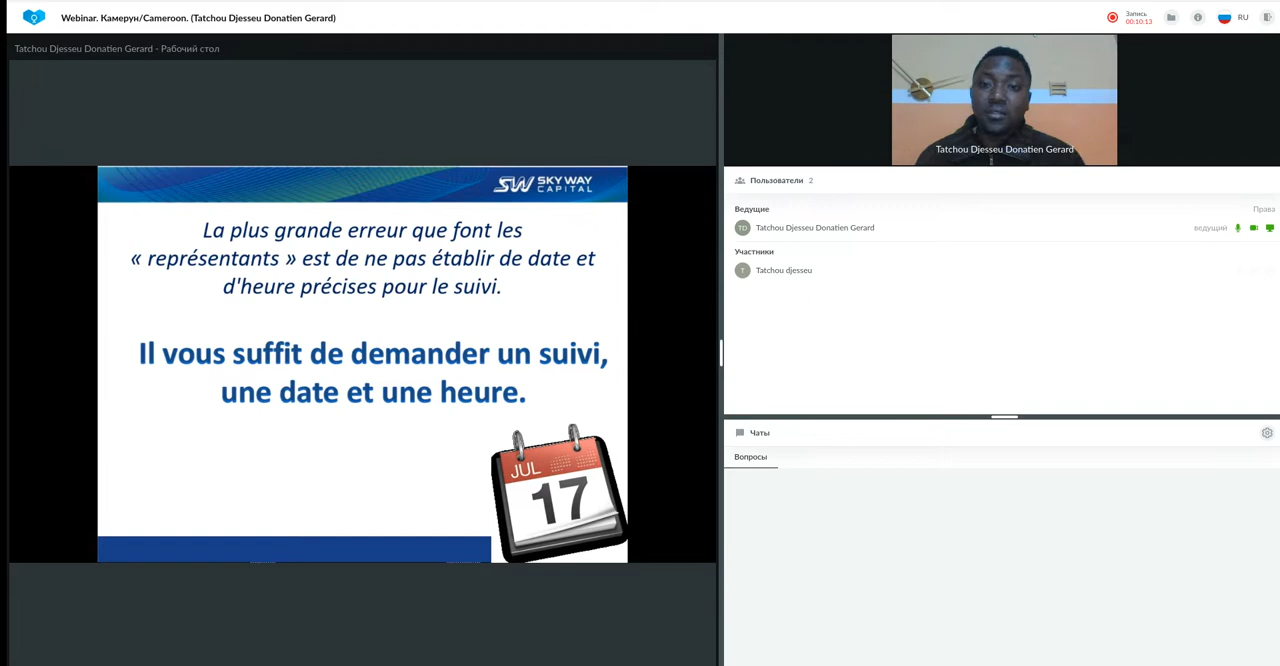 Webinar. Камерун/Cameroon. (Tatchou Djesseu Donatien Gerard)
Запись
00:10:13
RU
Tatchou Djesseu Donatien Gerard - Рабочий стол
SW SKY WAY
CAPITAL
La plus grande erreur que font les
« représentants » est de ne pas établir de date et
d'heure précises pour le suivi.
Il vous suffit de demander un suivi,
une date et une heure.
JUL
17
Tatchou Djesseu Donatien Gerard
Пользователи 2
Ведущие Права
TD Tatchou Djesseu Donatien Gerard ведущий
Участники
T Tatchou djesseu
Чаты
Вопросы